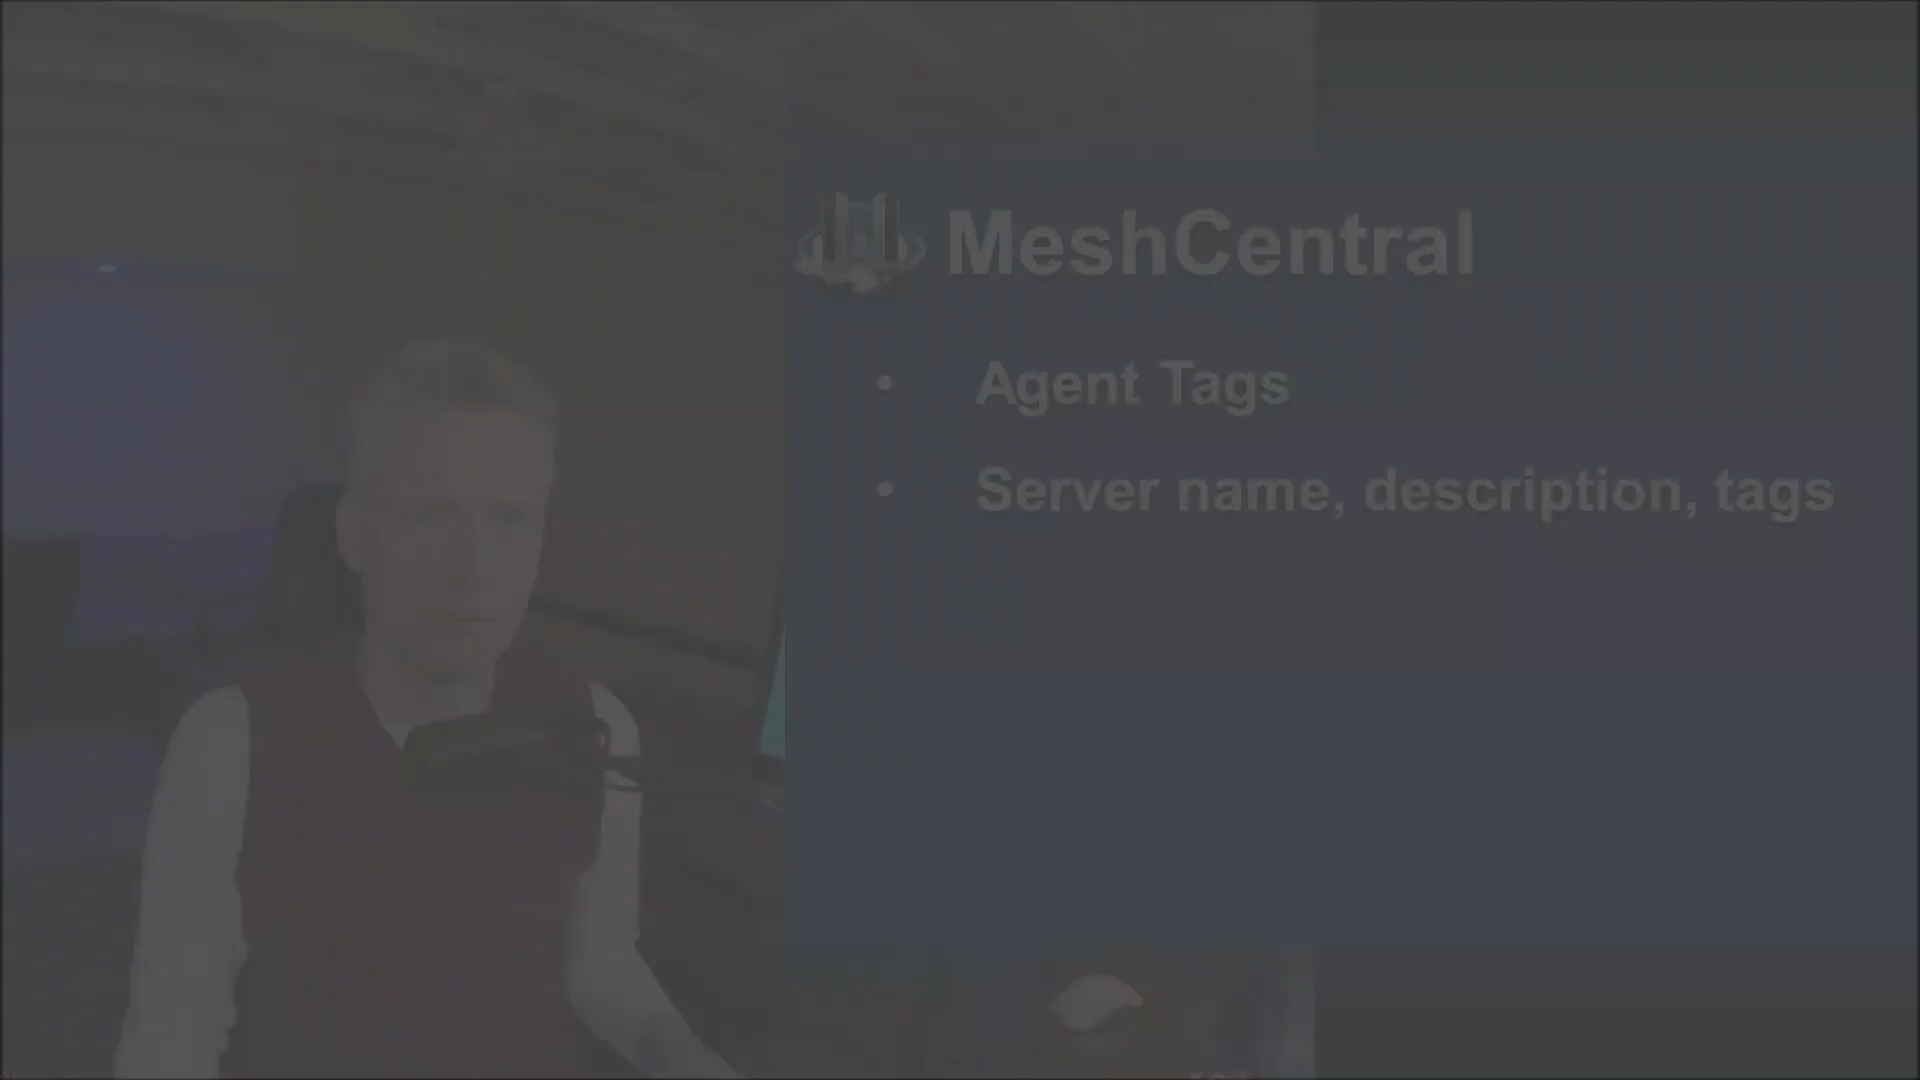 MeshCentral
• Agent Tags
• Server name, description, tags